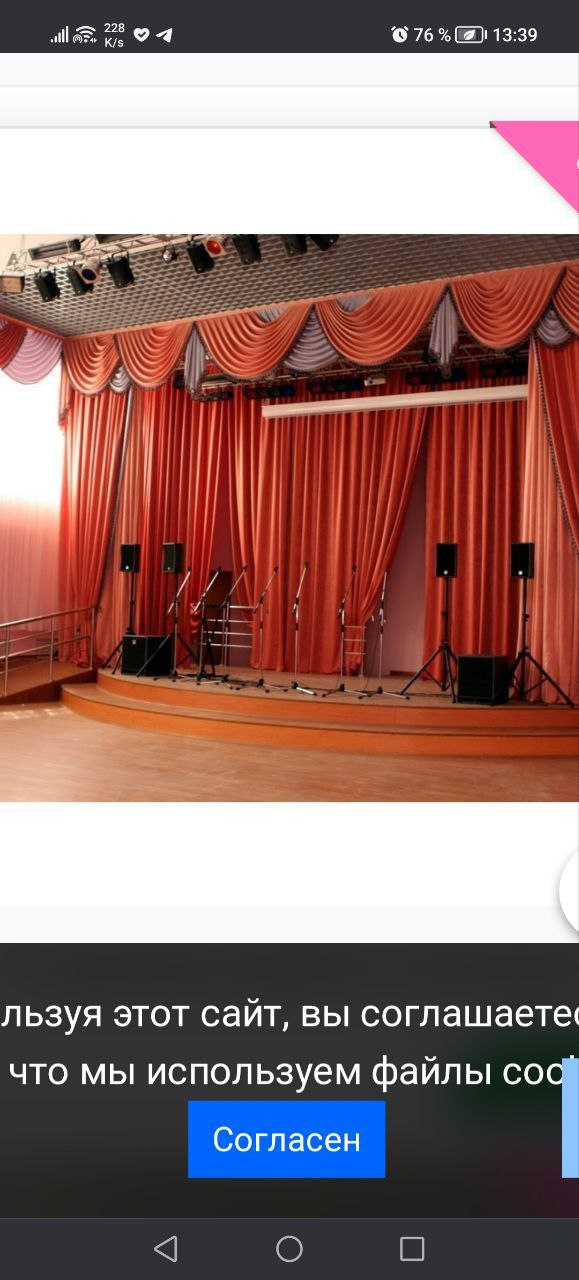 228
K/s
76 % 13:39
льзуя этот сайт, вы соглашаетес
что мы используем файлы coo
Согласен